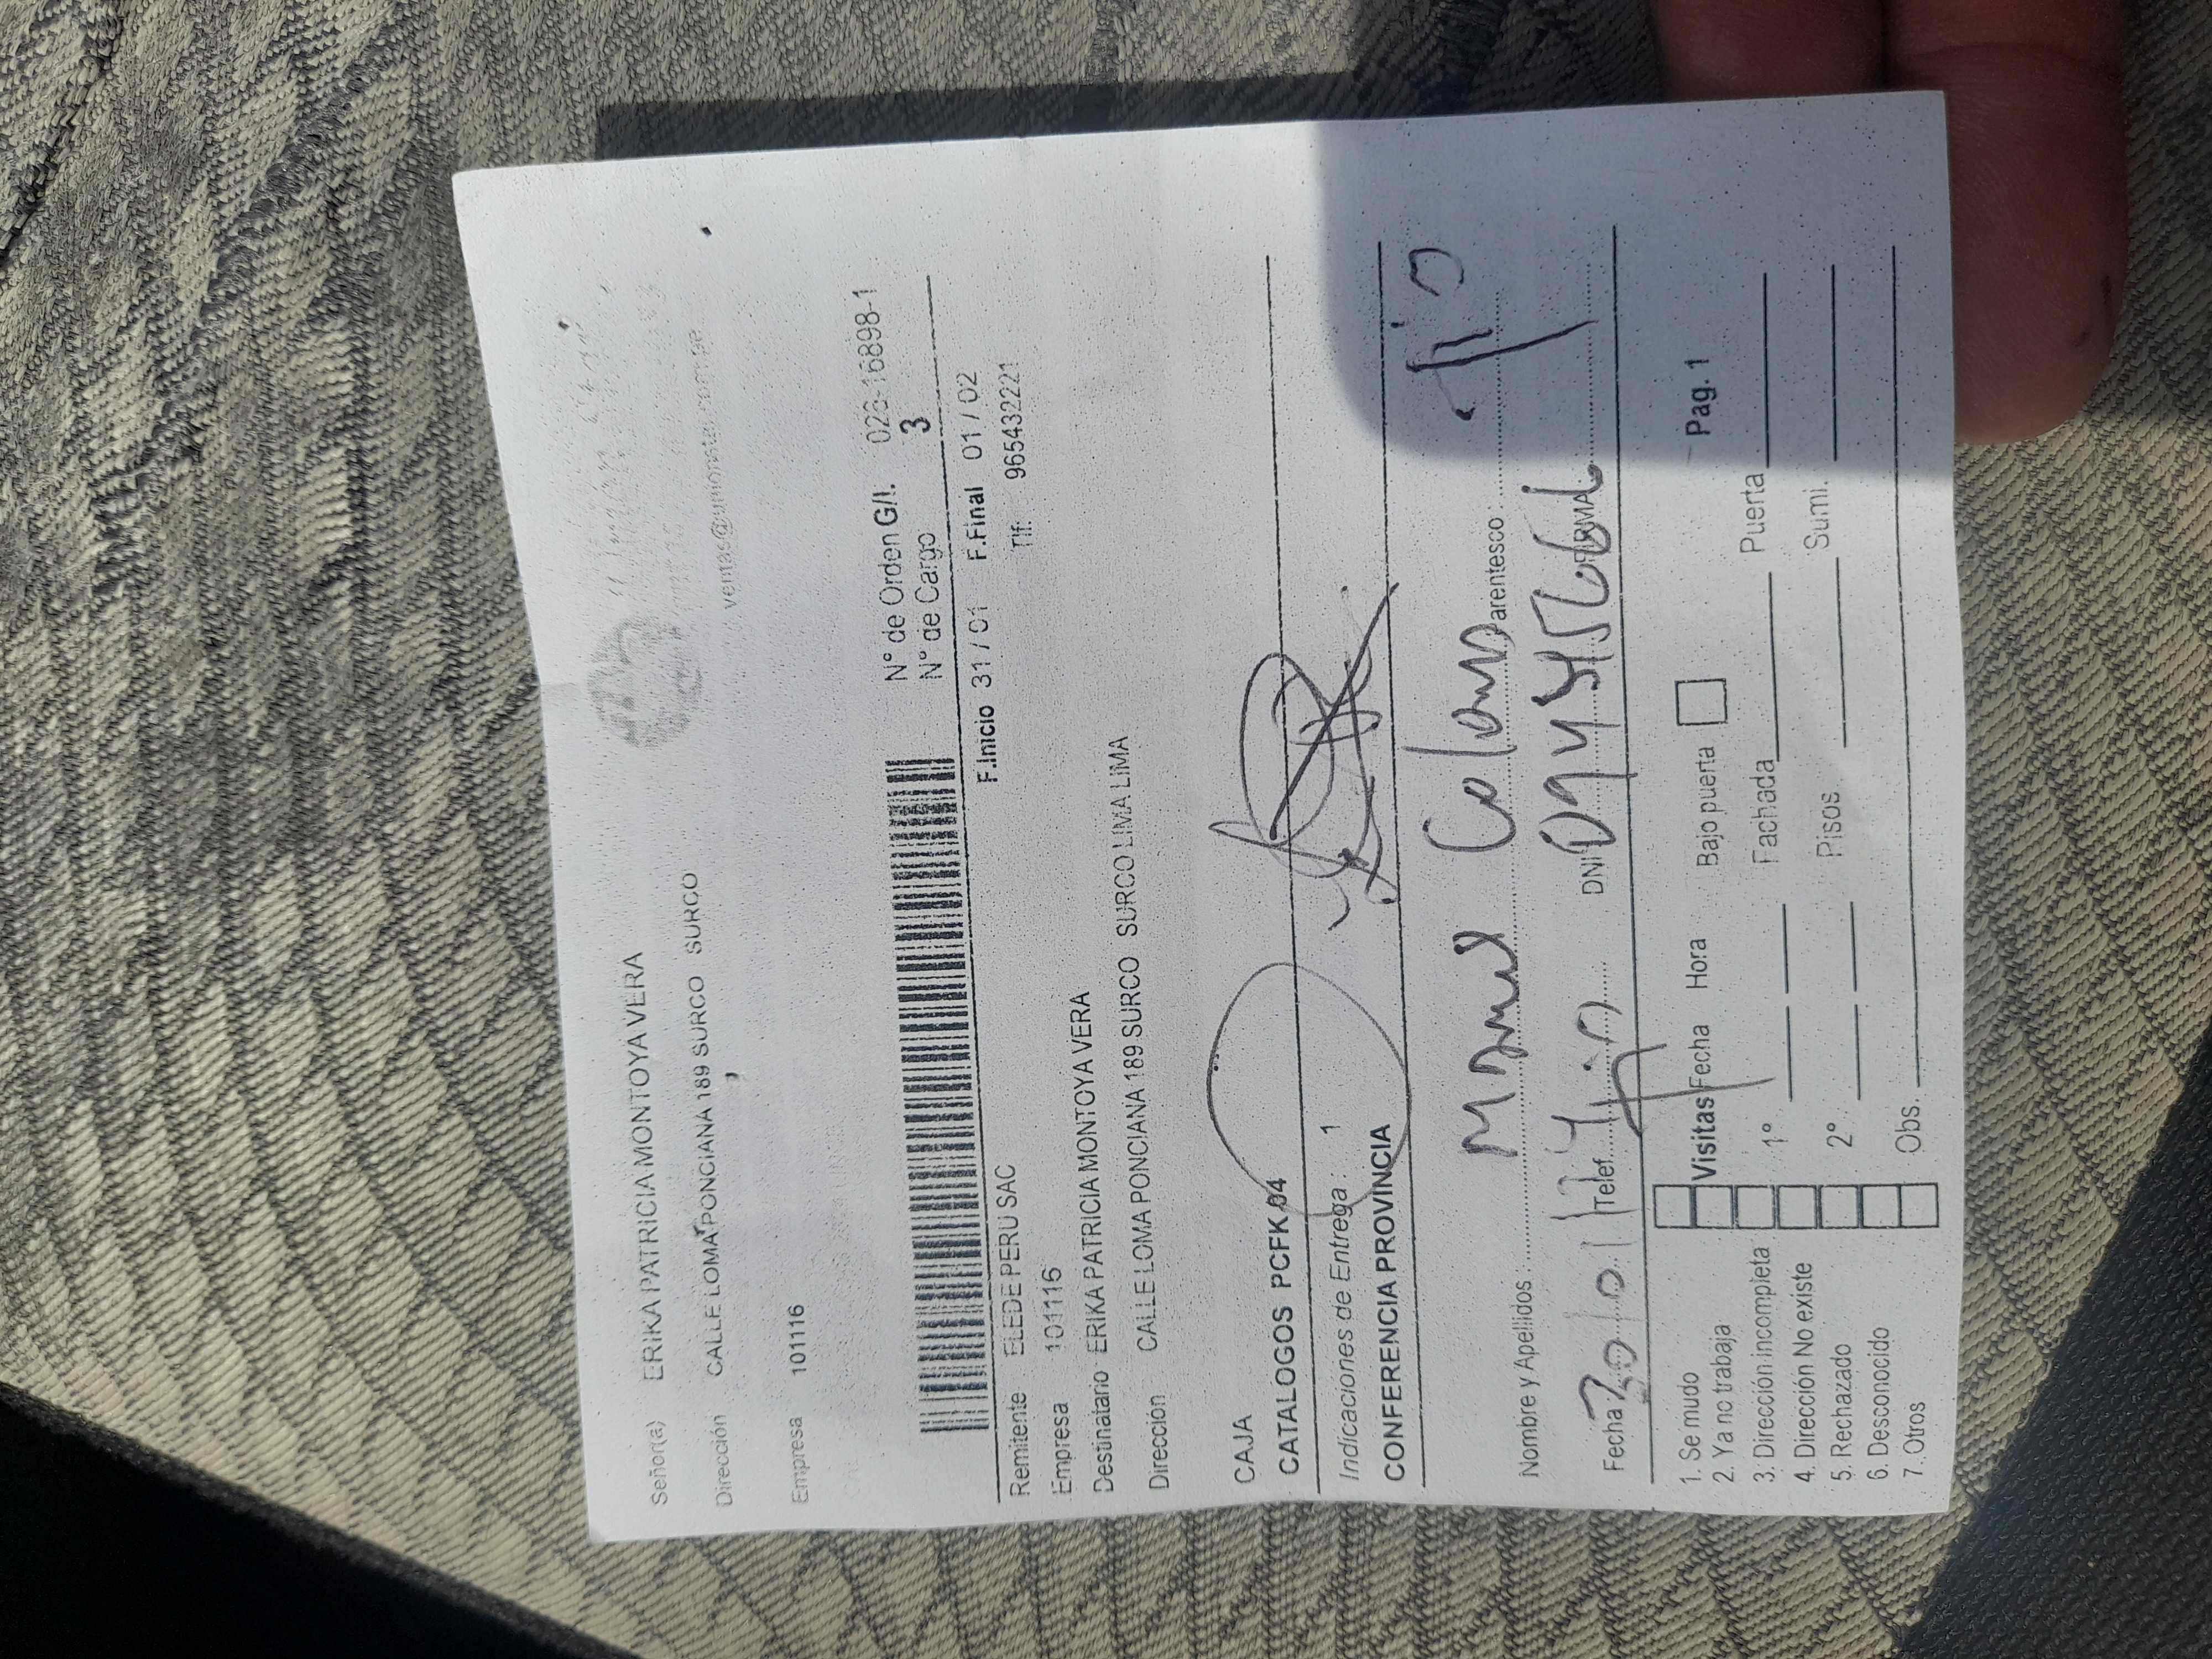 Señor(a) ERIKA PATRICIA MONTOYA VERA
Dirección CALLE LOMA PONCIANA 189 SURCO SURCO
Empresa 101116
N° de Orden G/I. 023-16898-1
N° de Cargo 3
F.Inicio 31 / 01 F.Final 01 / 02
Remitente ELEDE PERU SAC
Tlf: 965432221
Empresa 101116
Destinatario ERIKA PATRICIA MONTOYA VERA
Dirección CALLE LOMA PONCIANA 189 SURCO SURCO LIMA LIMA
CAJA
CATALOGOS PCFK 04
Indicaciones de Entrega : 1
CONFERENCIA PROVINCIA
Nombre y Apellidos : Manuel Parentesco : Tio
Fecha Telef. DNI FIRMA
1. Se mudo Visitas Fecha Hora Bajo puerta Pag. 1
2. Ya no trabaja
3. Dirección incompleta 1° Fachada Puerta
4. Dirección No existe
5. Rechazado 2° Pisos Sumi.
6. Desconocido
7. Otros Obs.